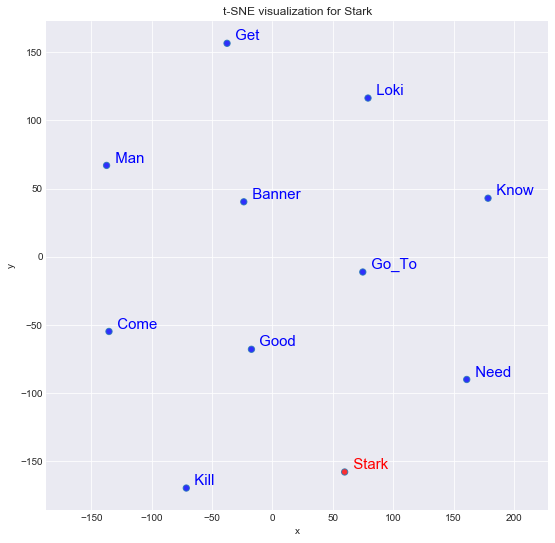 t-SNE visualization for Stark
Get
Loki
Man
Know
Banner
Go_To
Come
Good
Need
Stark
Kill
y
150
100
50
0
−50
−100
−150
−150
−100
−50
0
50
100
150
200
x